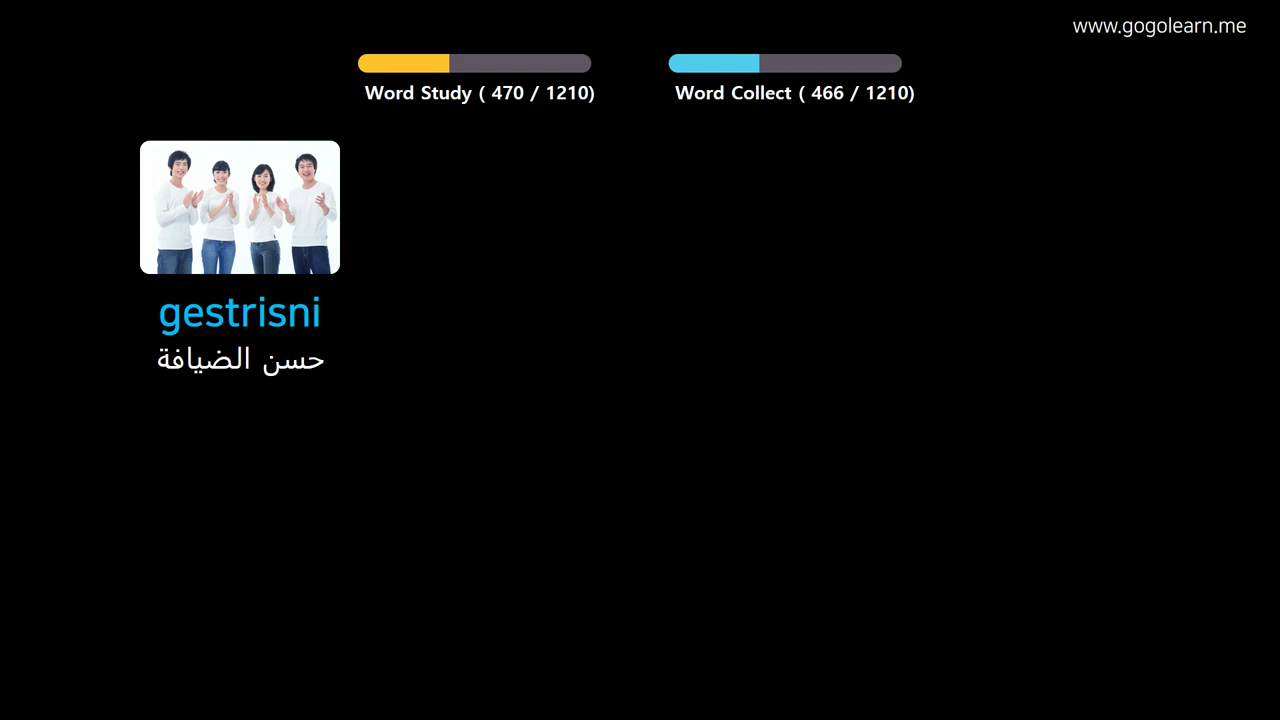 www.gogolearn.me
Word Study ( 470 / 1210)
Word Collect ( 466 / 1210)
gestrisni
حسن الضيافة